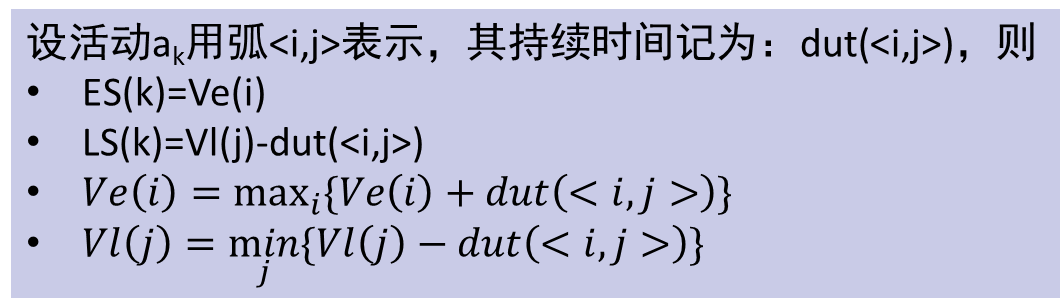 设活动aₖ用弧<i,j>表示，其持续时间记为：dut(<i,j>)，则
• ES(k)=Ve(i)
• LS(k)=Vl(j)-dut(<i,j>)
• Ve(i) = maxᵢ{Ve(i) + dut(< i,j >)}
• Vl(j) = min{Vl(j) − dut(< i,j >)}
j